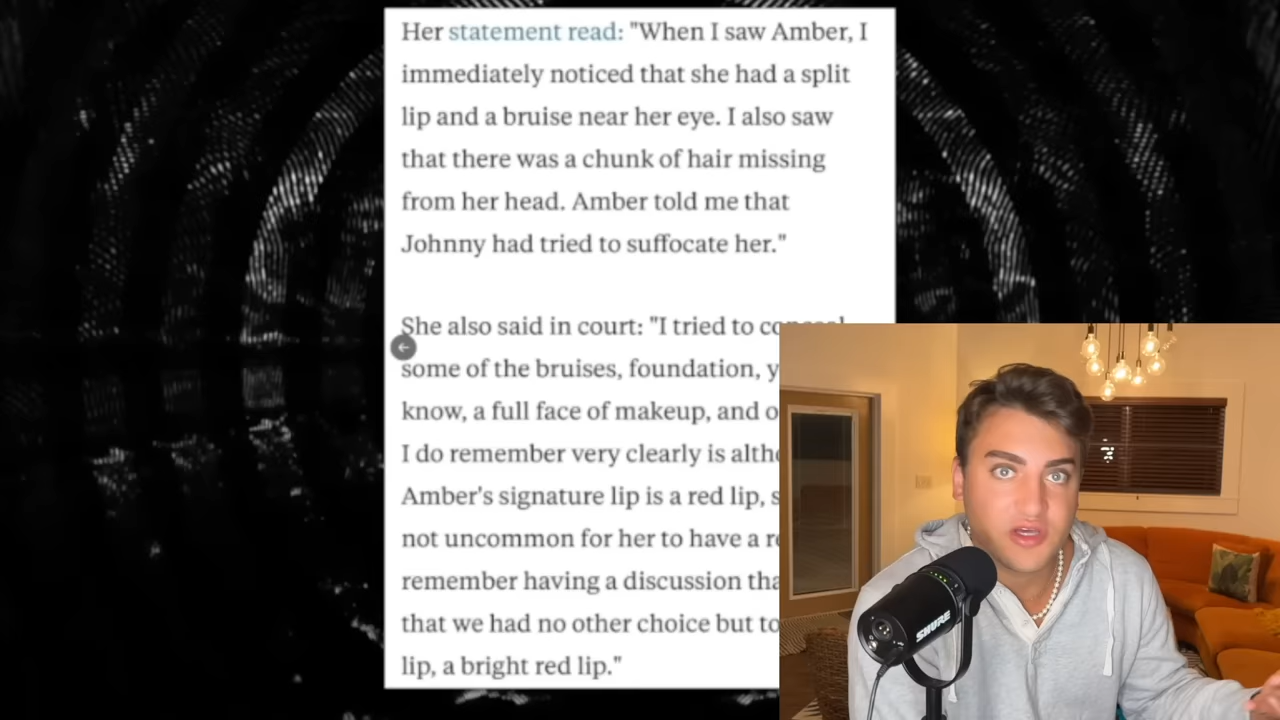 Her statement read: "When I saw Amber, I
immediately noticed that she had a split
lip and a bruise near her eye. I also saw
that there was a chunk of hair missing
from her head. Amber told me that
Johnny had tried to suffocate her."
She also said in court: "I tried to conceal
some of the bruises, foundation, y
know, a full face of makeup, and o
I do remember very clearly is altho
Amber's signature lip is a red lip, s
not uncommon for her to have a re
remember having a discussion tha
that we had no other choice but to
lip, a bright red lip."
SHURE